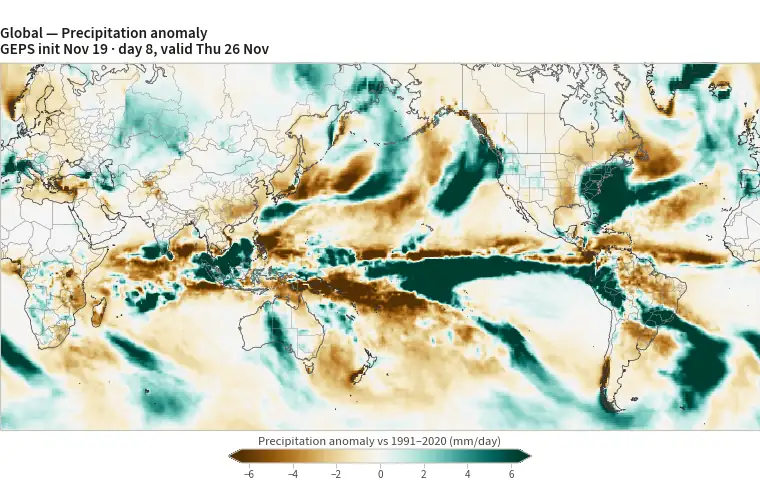 Global — Precipitation anomaly
GEPS init Nov 19 · day 8, valid Thu 26 Nov
Precipitation anomaly vs 1991–2020 (mm/day)
−6 −4 −2 0 2 4 6